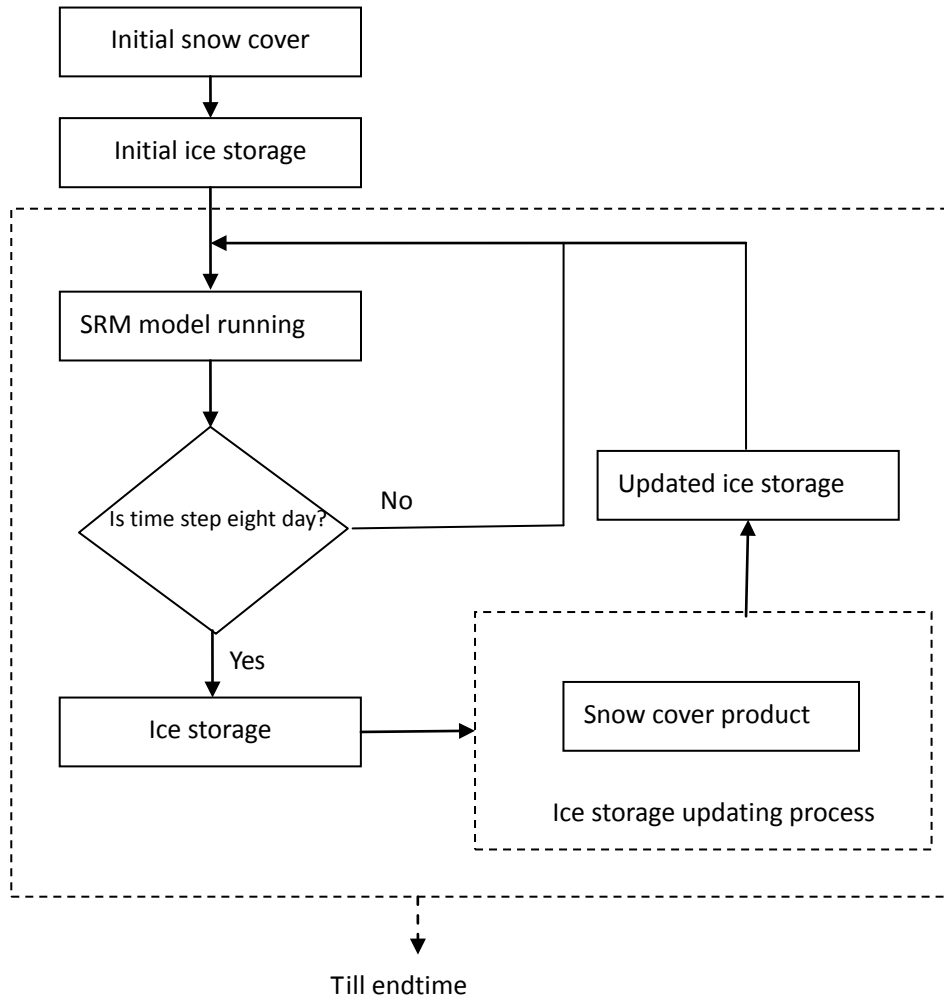 Initial snow cover
Initial ice storage
SRM model running
Is time step eight day?
No
Updated ice storage
Yes
Ice storage
Snow cover product
Ice storage updating process
Till endtime